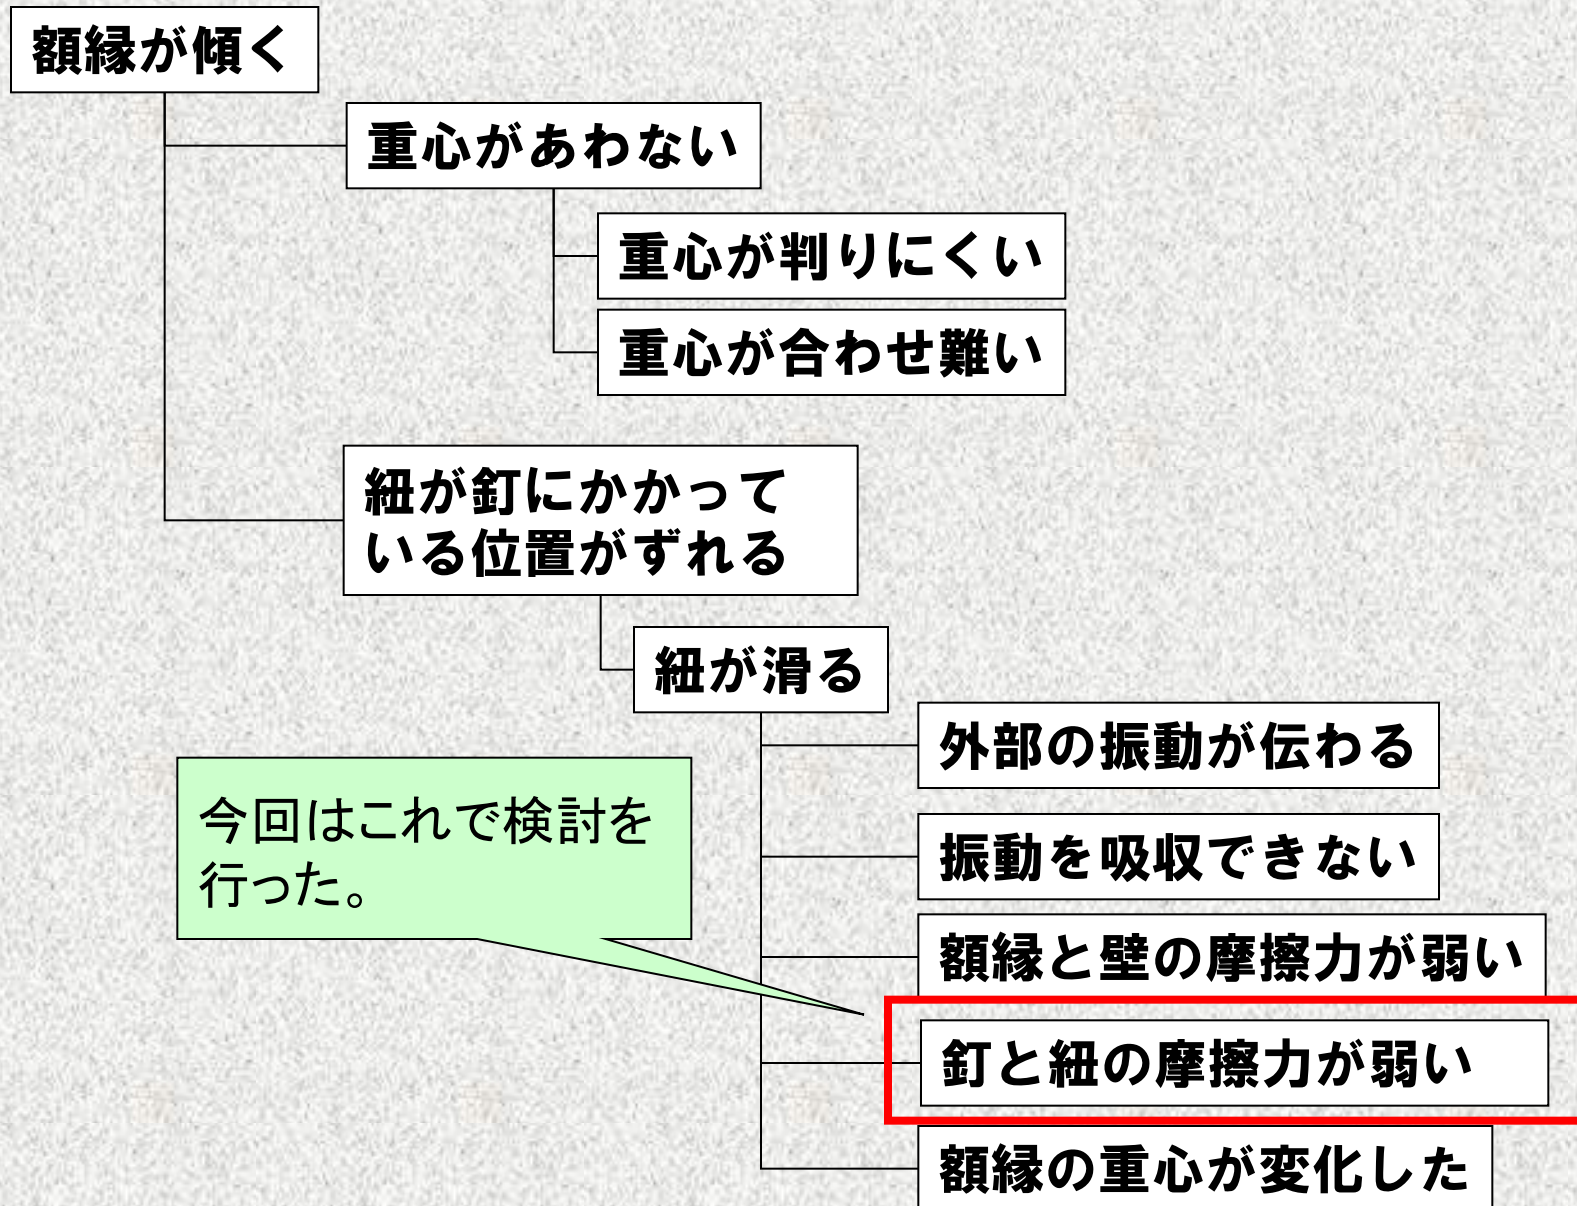 額縁が傾く
重心があわない
重心が判りにくい
重心が合わせ難い
紐が釘にかかって
いる位置がずれる
紐が滑る
外部の振動が伝わる
今回はこれで検討を
行った。
振動を吸収できない
額縁と壁の摩擦力が弱い
釘と紐の摩擦力が弱い
額縁の重心が変化した